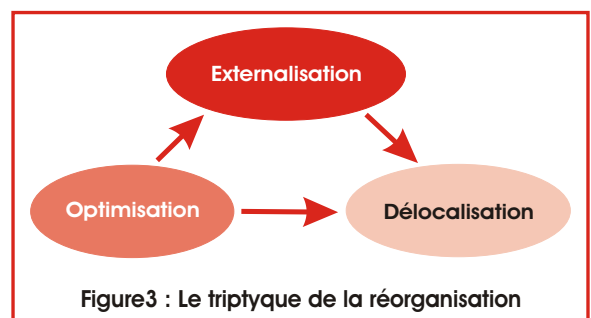 Externalisation
Optimisation
Délocalisation
Figure3 : Le triptyque de la réorganisation